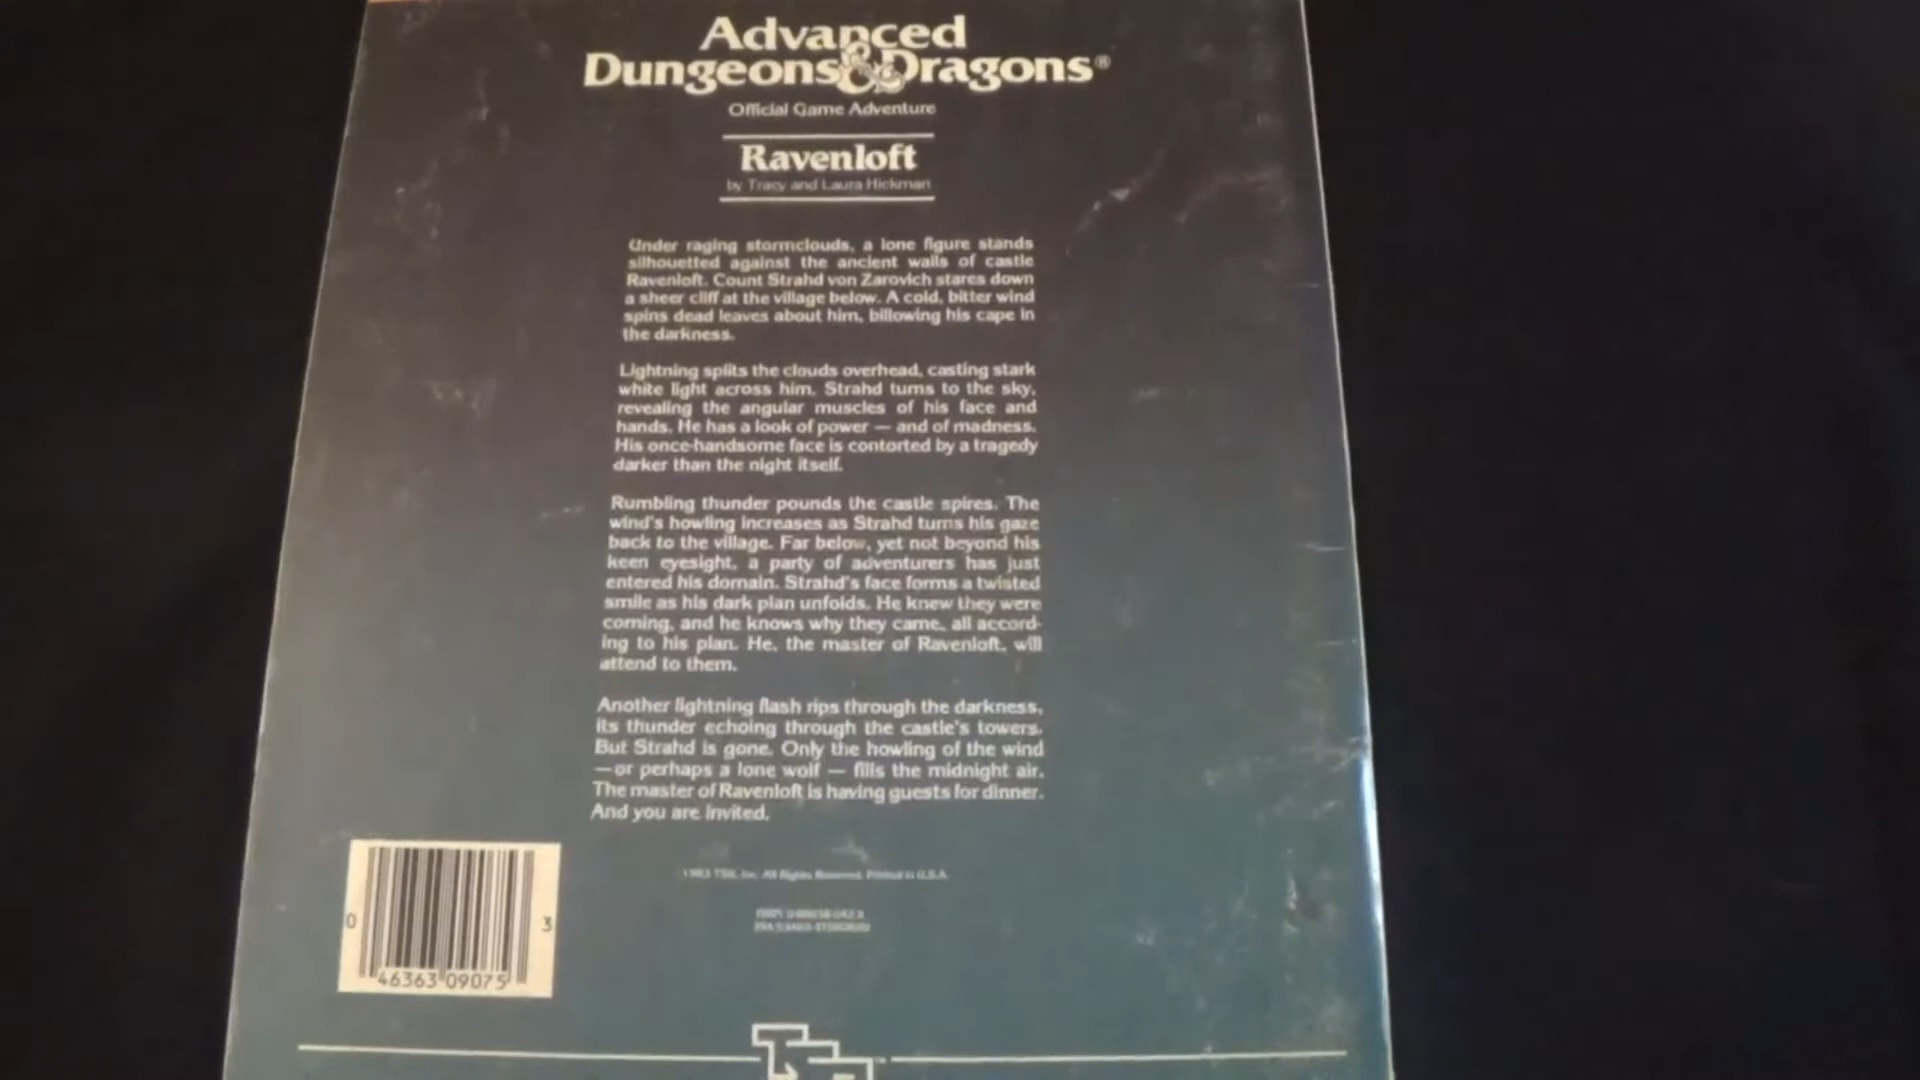 Advanced
Dungeons & Dragons®
Official Game Adventure
Ravenloft
by Tracy and Laura Hickman
Under raging stormclouds, a lone figure stands
silhouetted against the ancient walls of castle
Ravenloft. Count Strahd von Zarovich stares down
a sheer cliff at the village below. A cold, bitter wind
spins dead leaves about him, billowing his cape in
the darkness.
Lightning splits the clouds overhead, casting stark
white light across him. Strahd turns to the sky,
revealing the angular muscles of his face and
hands. He has a look of power — and of madness.
His once-handsome face is contorted by a tragedy
darker than the night itself.
Rumbling thunder pounds the castle spires. The
wind's howling increases as Strahd turns his gaze
back to the village. Far below, yet not beyond his
keen eyesight, a party of adventurers has just
entered his domain. Strahd's face forms a twisted
smile as his dark plan unfolds. He knew they were
coming, and he knows why they came, all accord-
ing to his plan. He, the master of Ravenloft, will
attend to them.
Another lightning flash rips through the darkness,
its thunder echoing through the castle's towers.
But Strahd is gone. Only the howling of the wind
—or perhaps a lone wolf — fills the midnight air.
The master of Ravenloft is having guests for dinner.
And you are invited.
1983 TSR, Inc. All Rights Reserved. Printed in U.S.A.
0 46363 09075 3